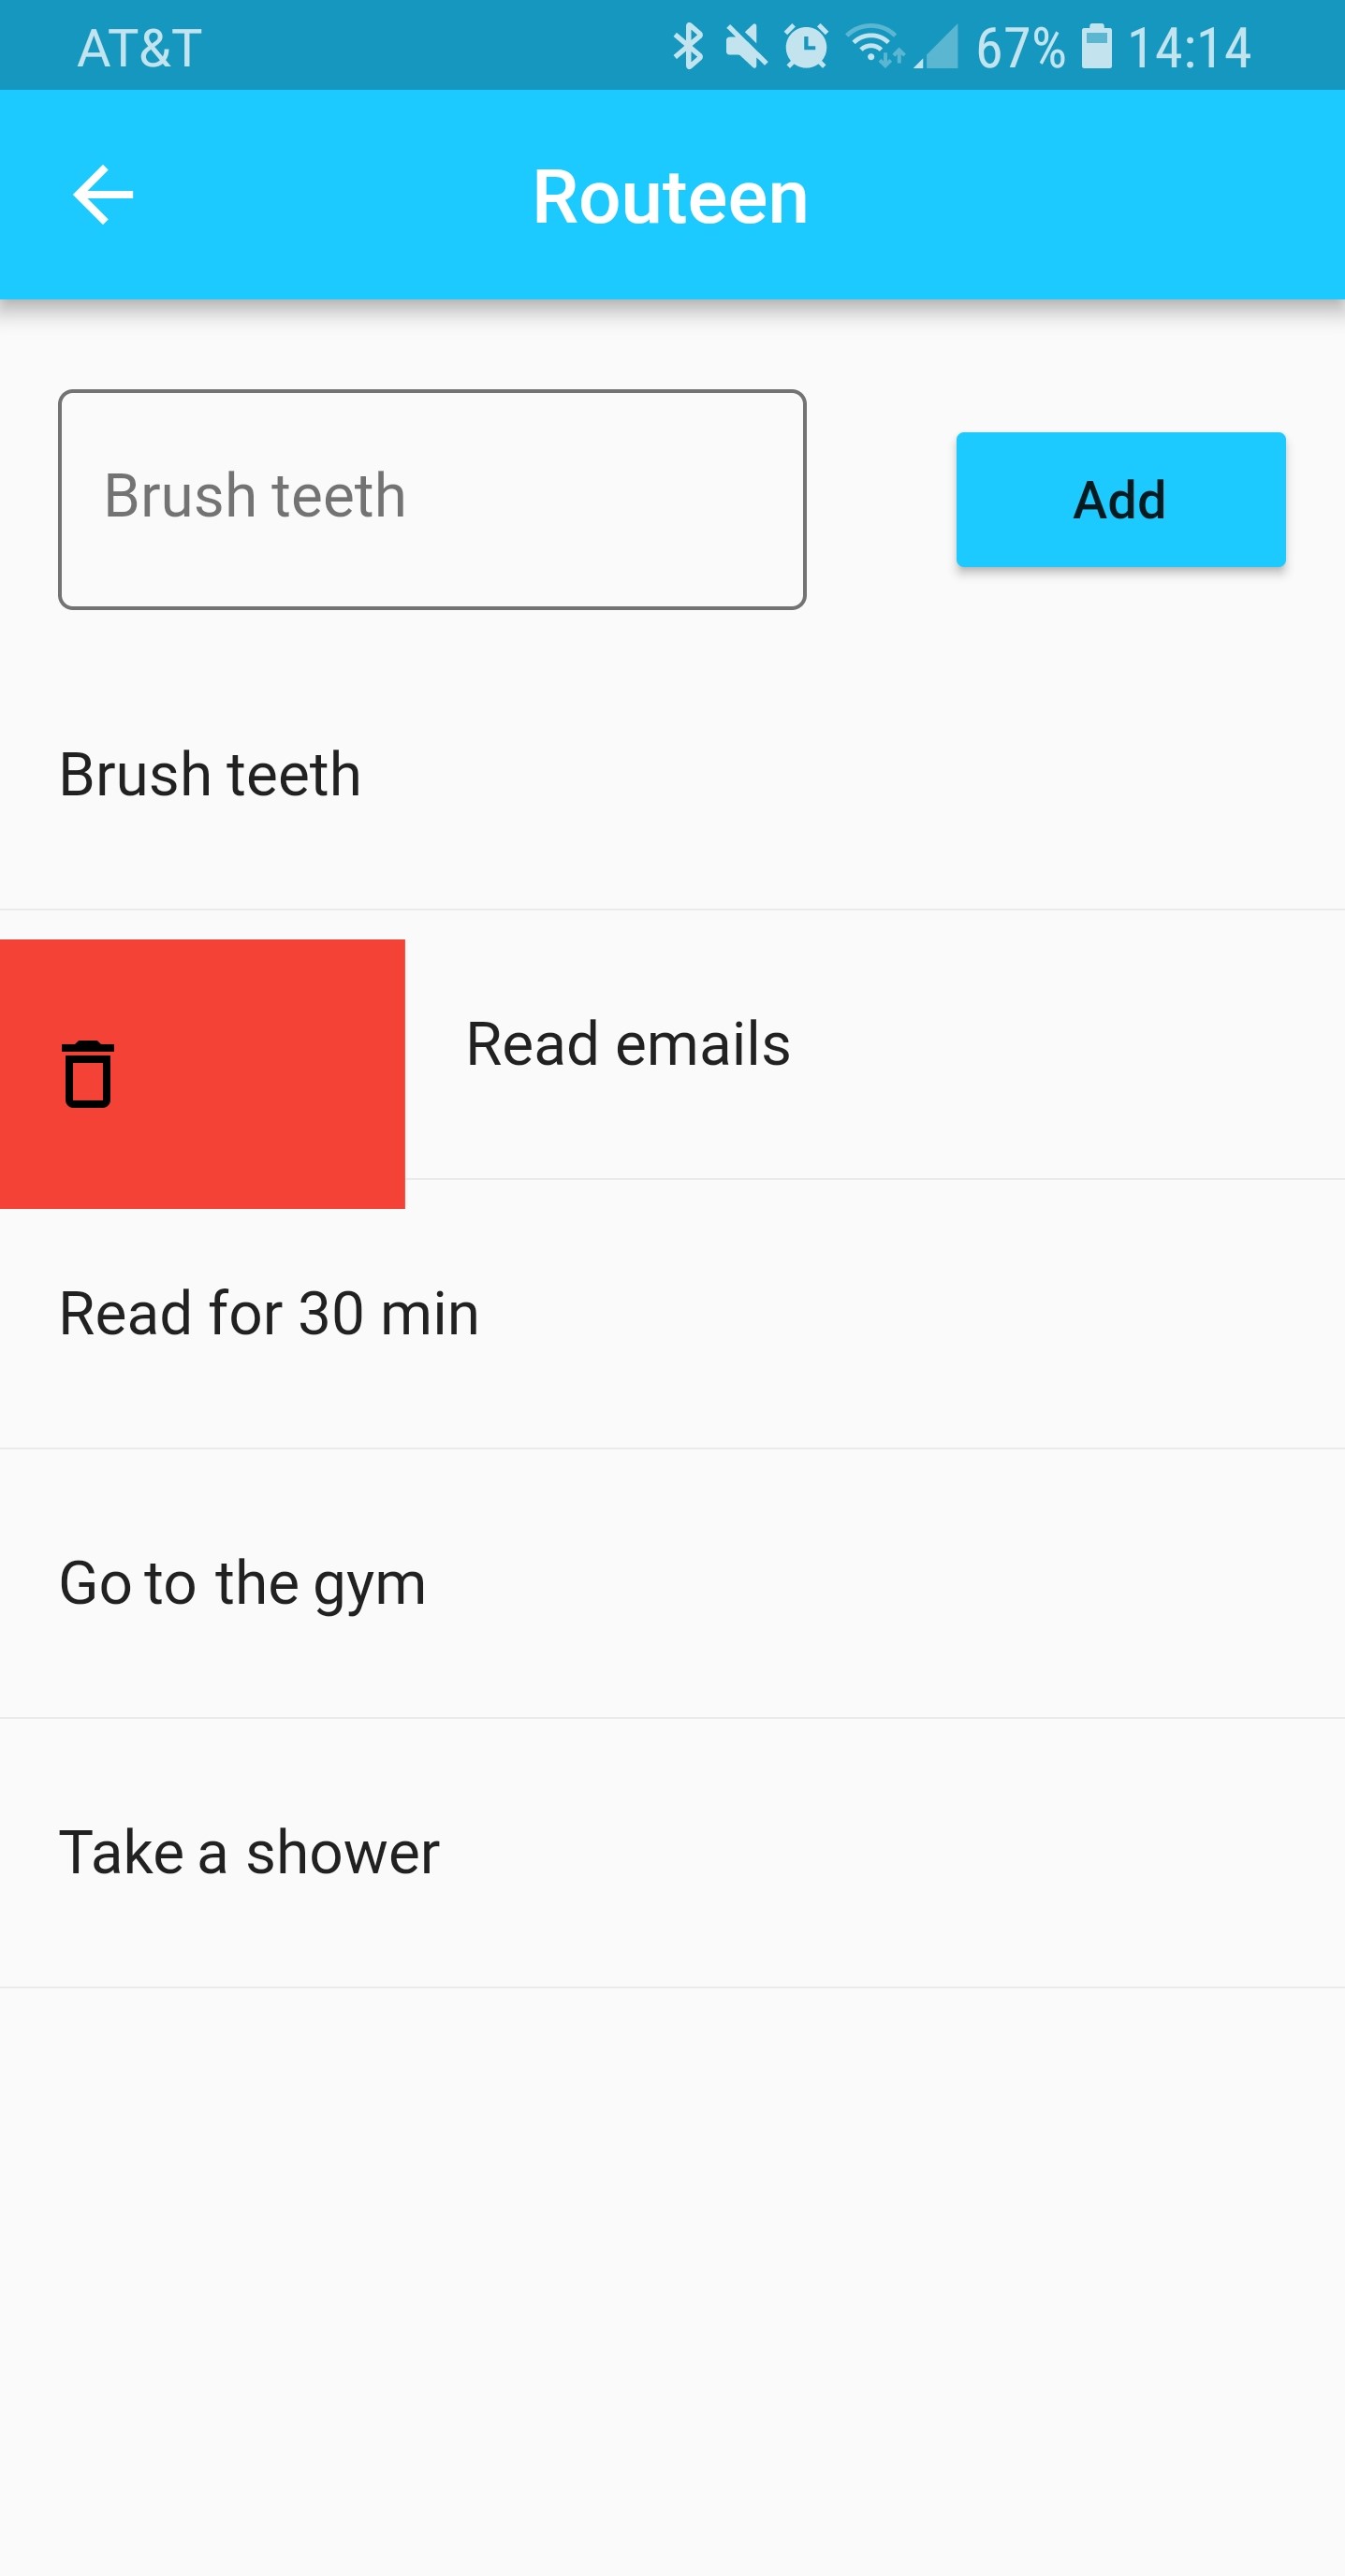 AT&T 67% 14:14
Routeen
Brush teeth
Add
Brush teeth
Read emails
Read for 30 min
Go to the gym
Take a shower